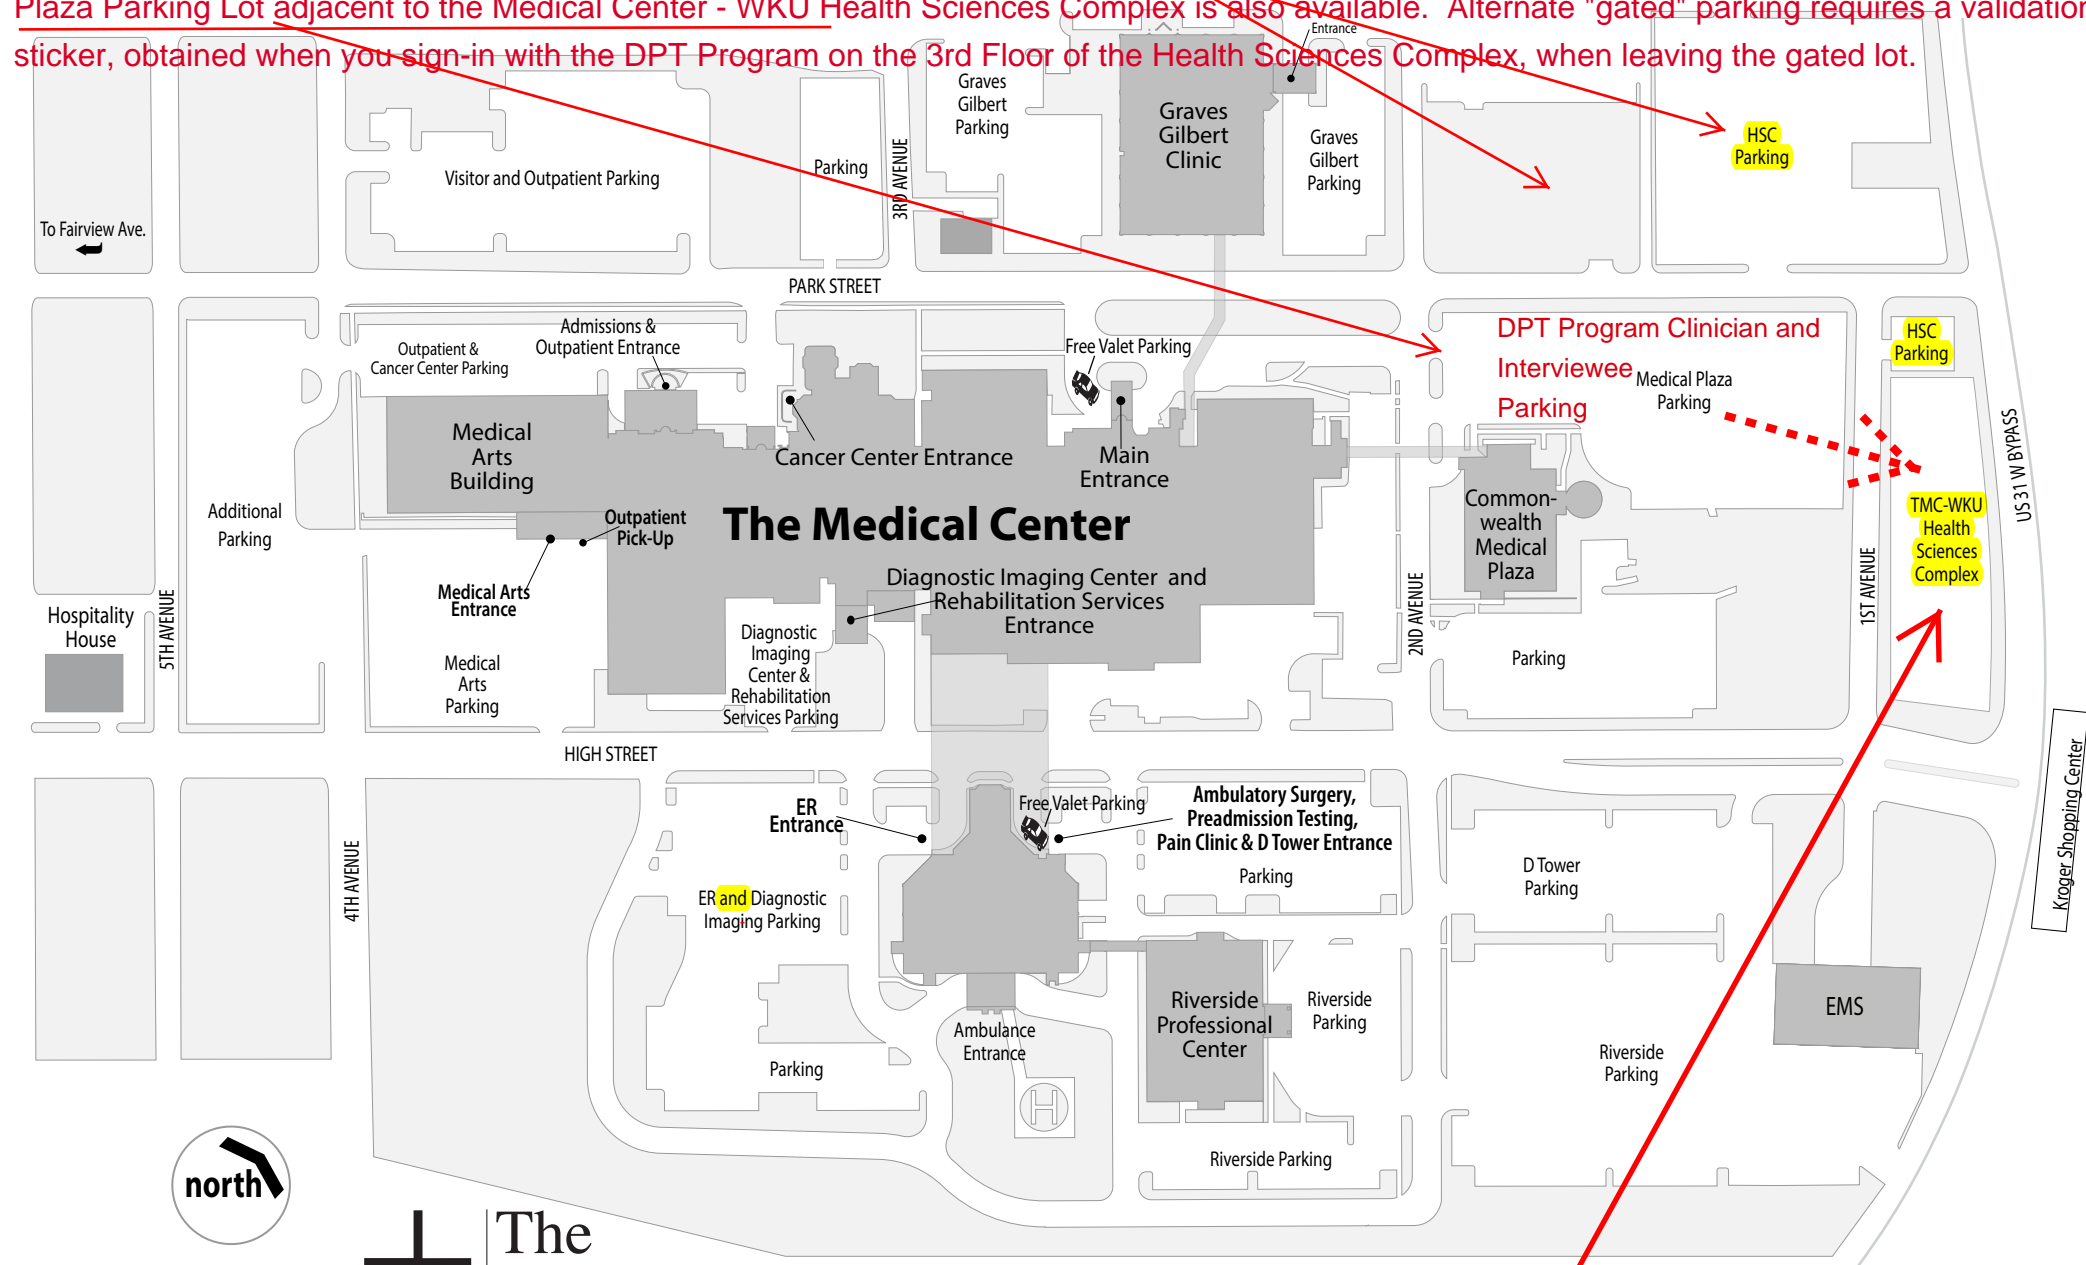 Plaza Parking Lot adjacent to the Medical Center - WKU Health Sciences Complex is also available. Alternate "gated" parking requires a validation
sticker, obtained when you sign-in with the DPT Program on the 3rd Floor of the Health Sciences Complex, when leaving the gated lot.
Entrance
Graves
Gilbert
Parking
Graves
Gilbert
Clinic
Graves
Gilbert
Parking
HSC
Parking
Visitor and Outpatient Parking
Parking
3RD AVENUE
To Fairview Ave.
PARK STREET
Admissions &
Outpatient Entrance
Outpatient &
Cancer Center Parking
Free Valet Parking
DPT Program Clinician and
Interviewee
Parking
Medical Plaza
Parking
HSC
Parking
US 31 W BYPASS
Medical
Arts
Building
Cancer Center Entrance
Main
Entrance
Additional
Parking
Outpatient
Pick-Up
The Medical Center
Common-
wealth
Medical
Plaza
TMC-WKU
Health
Sciences
Complex
Medical Arts
Entrance
Diagnostic Imaging Center and
Rehabilitation Services
Entrance
2ND AVENUE
1ST AVENUE
Hospitality
House
5TH AVENUE
Medical
Arts
Parking
Diagnostic
Imaging
Center &
Rehabilitation
Services Parking
Parking
HIGH STREET
Kroger Shopping Center
ER
Entrance
Free Valet Parking
Ambulatory Surgery,
Preadmission Testing,
Pain Clinic & D Tower Entrance
Parking
D Tower
Parking
4TH AVENUE
ER and Diagnostic
Imaging Parking
Ambulance
Entrance
Riverside
Professional
Center
Riverside
Parking
EMS
Parking
H
Riverside
Parking
Riverside Parking
north
The